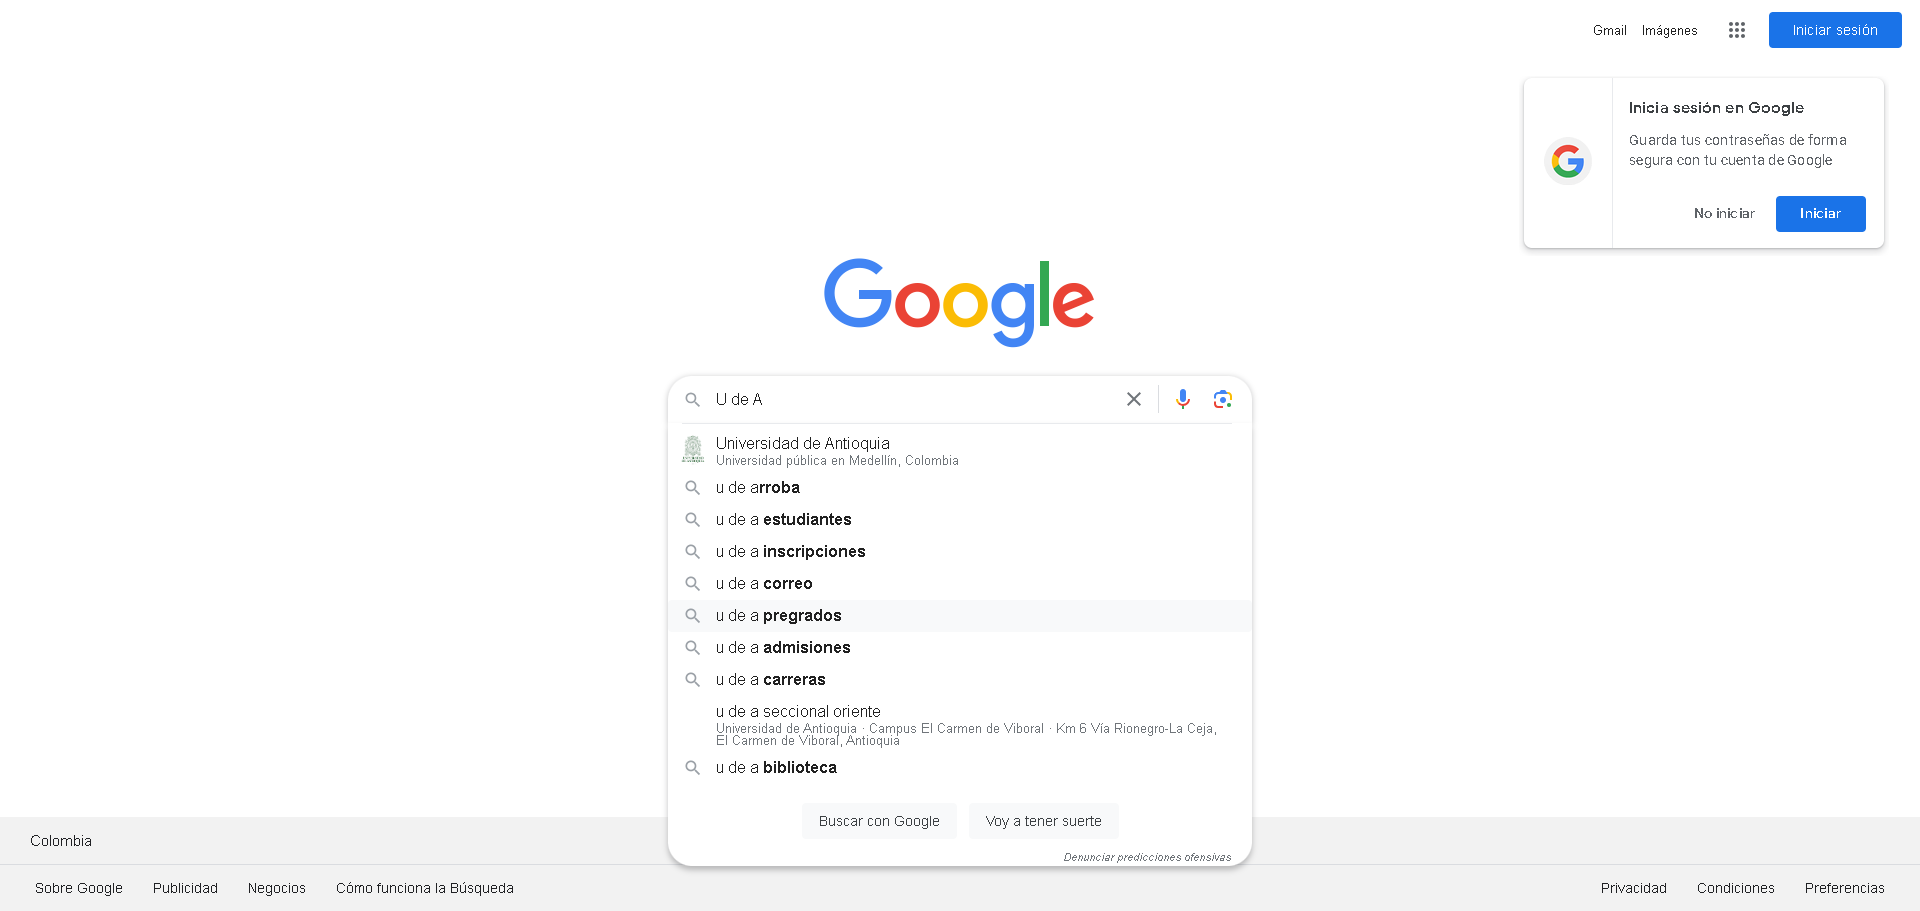 Gmail
Imágenes
Iniciar sesión
Inicia sesión en Google
Guarda tus contraseñas de forma
segura con tu cuenta de Google
No iniciar
Iniciar
Google
U de A
Universidad de Antioquia
Universidad pública en Medellín, Colombia
u de arroba
u de a estudiantes
u de a inscripciones
u de a correo
u de a pregrados
u de a admisiones
u de a carreras
u de a seccional oriente
Universidad de Antioquia · Campus El Carmen de Viboral · Km 6 Vía Rionegro-La Ceja,
El Carmen de Viboral, Antioquia
u de a biblioteca
Buscar con Google
Voy a tener suerte
Denunciar predicciones ofensivas
Colombia
Sobre Google
Publicidad
Negocios
Cómo funciona la Búsqueda
Privacidad
Condiciones
Preferencias